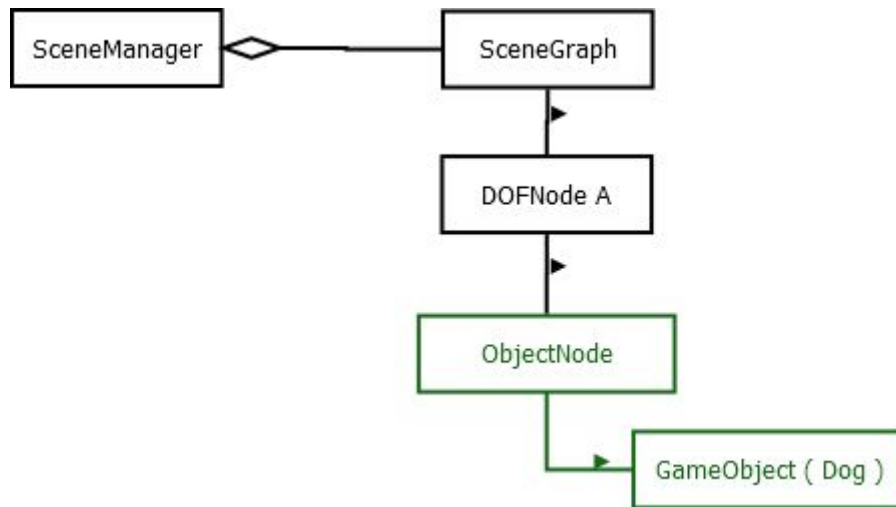 SceneManager
SceneGraph
DOFNode A
ObjectNode
GameObject ( Dog )